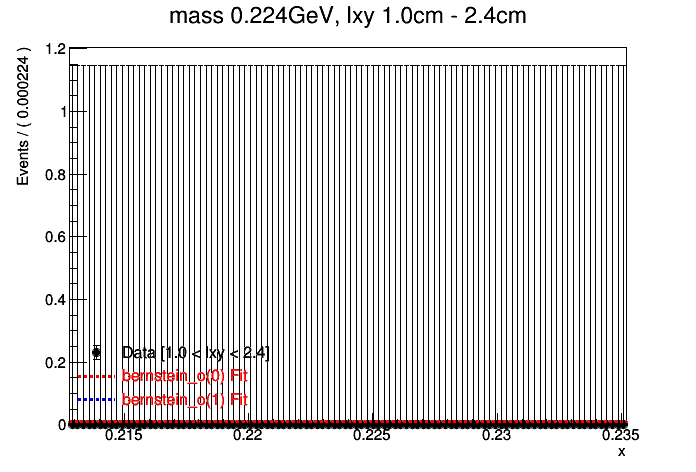 mass 0.224GeV, lxy 1.0cm - 2.4cm
Events / ( 0.000224 )
1.2
1
0.8
0.6
0.4
0.2
0
Data [1.0 < lxy < 2.4]
bernstein_o(0) Fit
bernstein_o(1) Fit
0.215
0.22
0.225
0.23
0.235
x